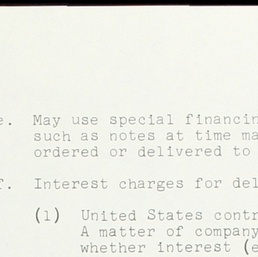 e. May use special financin
such as notes at time ma
ordered or delivered to
f. Interest charges for del
(1) United States contr
A matter of company
whether interest (e